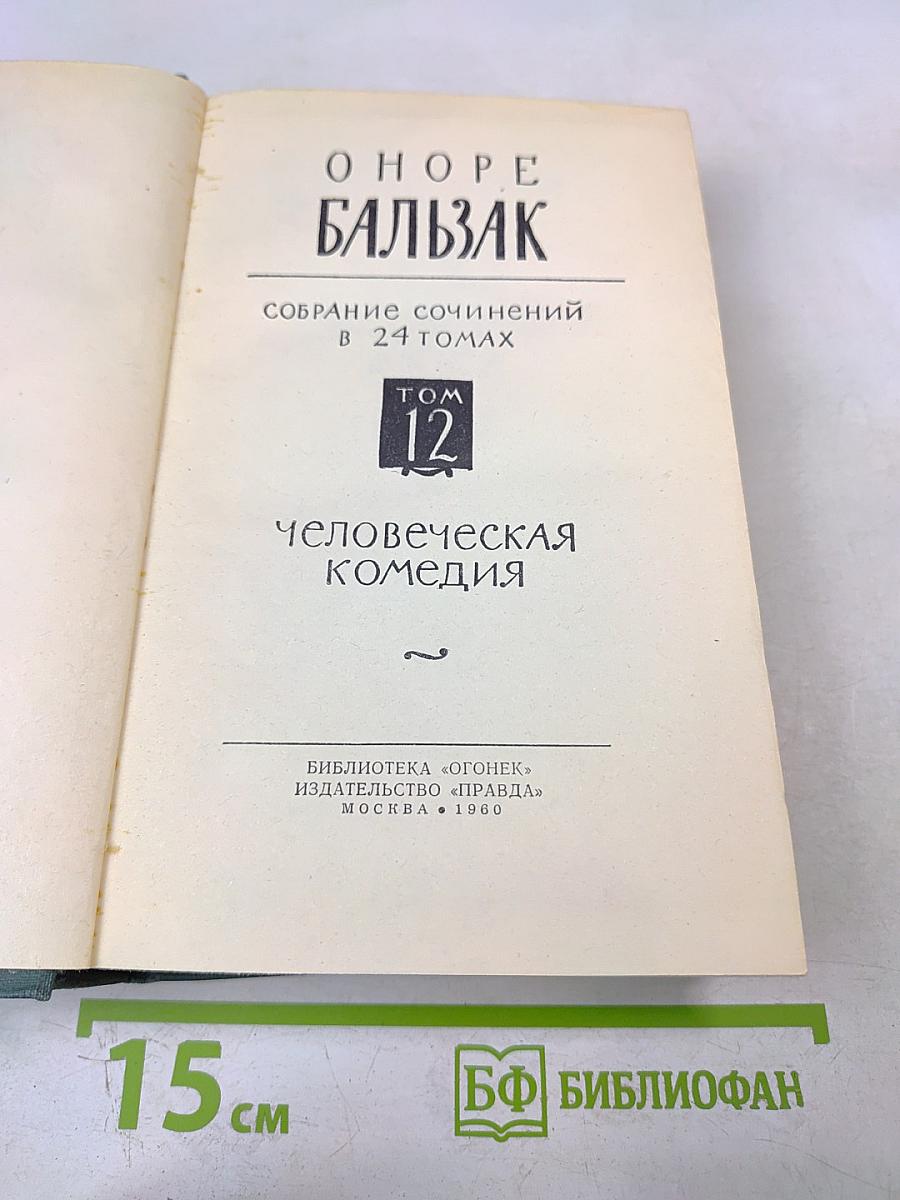 ОНОРЕ
БАЛЬЗАК
СОБРАНИЕ СОЧИНЕНИЙ
В 24 ТОМАХ
ТОМ
12
ЧЕЛОВЕЧЕСКАЯ
КОМЕДИЯ
БИБЛИОТЕКА «ОГОНЕК»
ИЗДАТЕЛЬСТВО «ПРАВДА»
МОСКВА • 1960
15 см
БФ БИБЛИОФАН